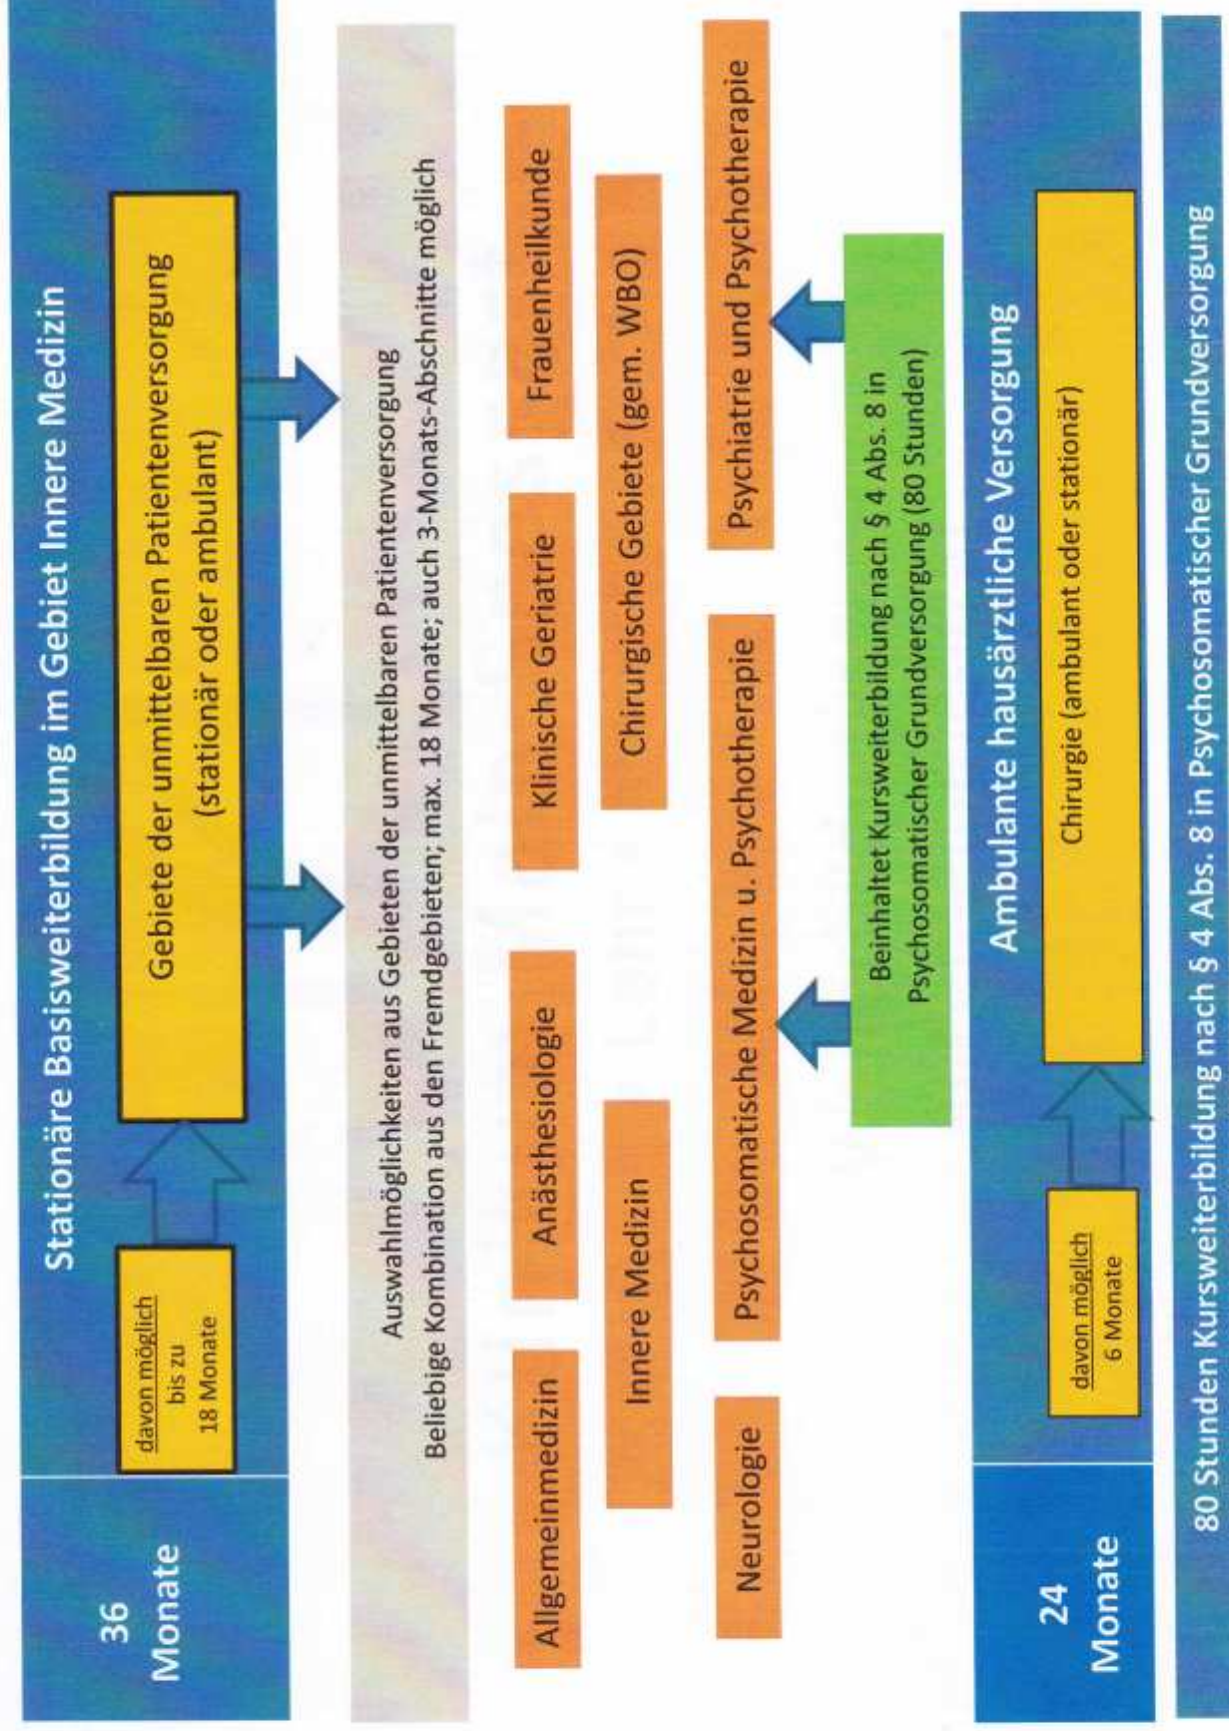 36
Monate
Stationäre Basisweiterbildung im Gebiet Innere Medizin
davon möglich
bis zu
18 Monate
Gebiete der unmittelbaren Patientenversorgung
(stationär oder ambulant)
Auswahlmöglichkeiten aus Gebieten der unmittelbaren Patientenversorgung
Beliebige Kombination aus den Fremdgebieten; max. 18 Monate; auch 3-Monats-Abschnitte möglich
Allgemeinmedizin
Anästhesiologie
Klinische Geriatrie
Frauenheilkunde
Innere Medizin
Chirurgische Gebiete (gem. WBO)
Neurologie
Psychosomatische Medizin u. Psychotherapie
Psychiatrie und Psychotherapie
Beinhaltet Kursweiterbildung nach § 4 Abs. 8 in
Psychosomatischer Grundversorgung (80 Stunden)
24
Monate
Ambulante hausärztliche Versorgung
davon möglich
6 Monate
Chirurgie (ambulant oder stationär)
80 Stunden Kursweiterbildung nach § 4 Abs. 8 in Psychosomatischer Grundversorgung